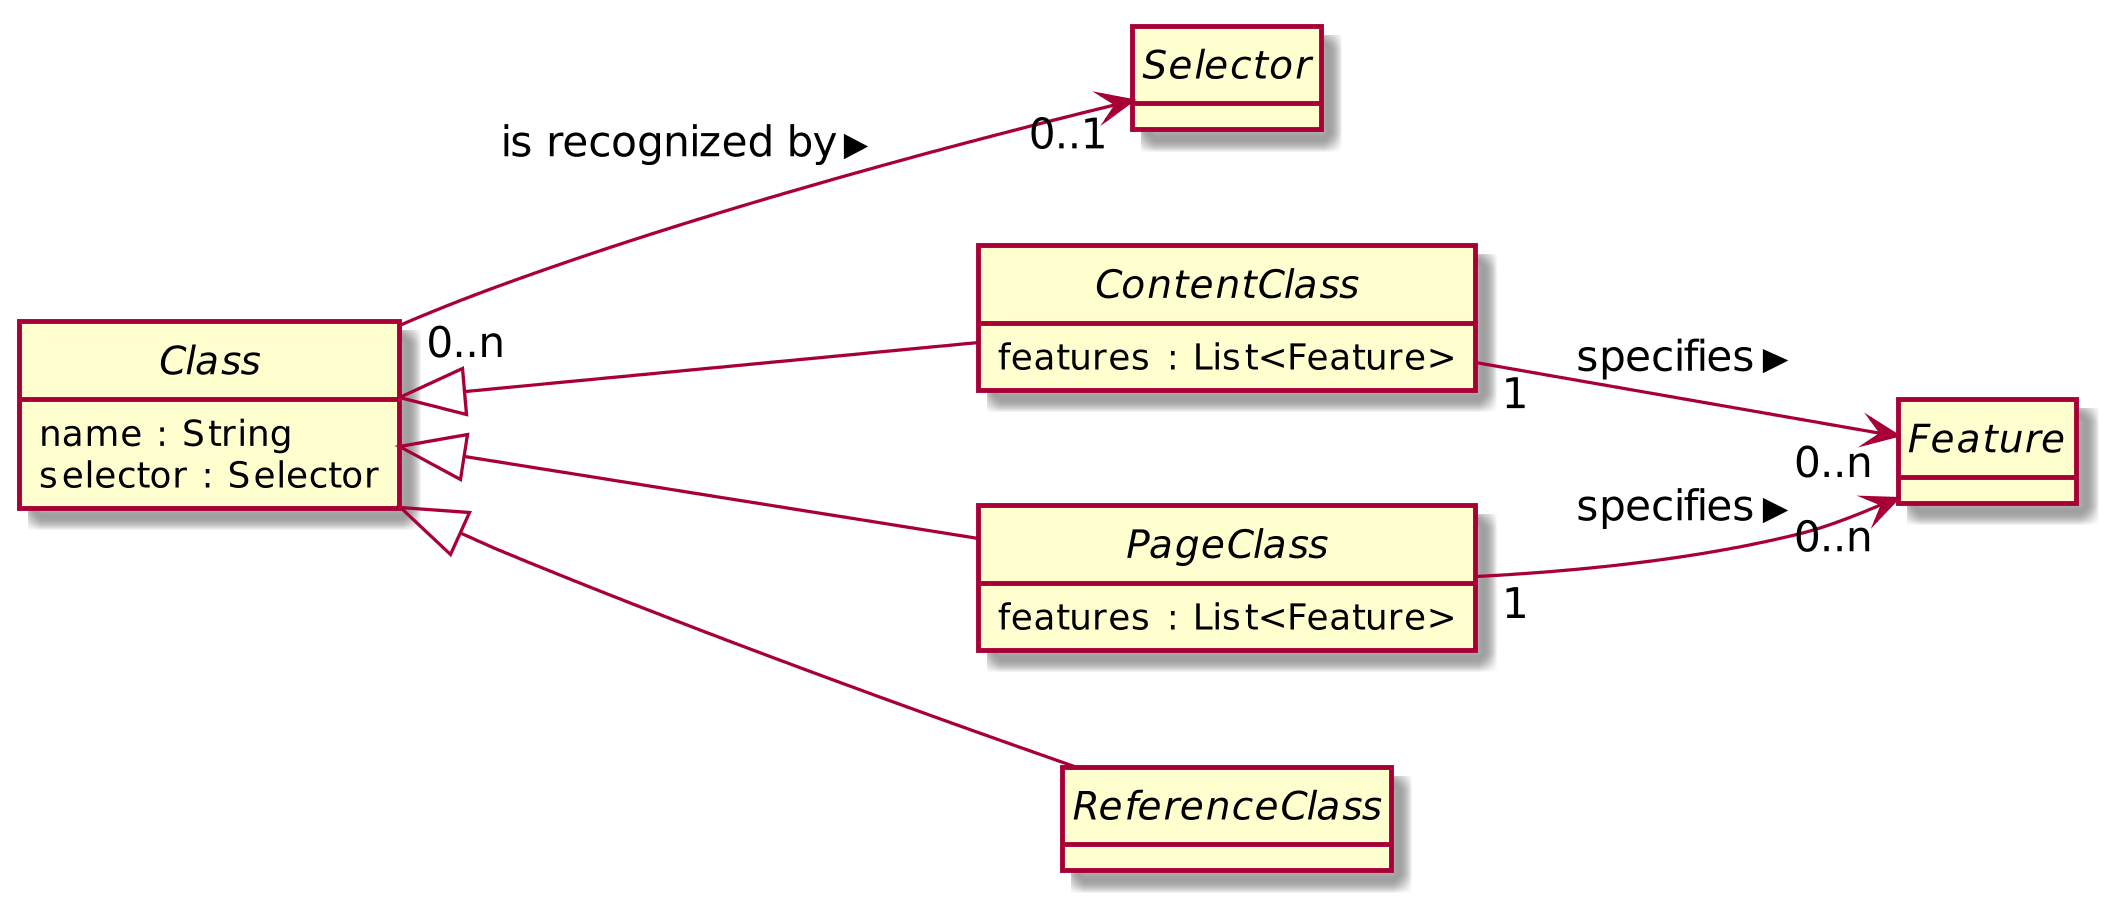 Selector
is recognized by ▶
0..1
ContentClass
features : List<Feature>
Class
name : String
selector : Selector
0..n
specifies ▶
1
0..n
Feature
PageClass
features : List<Feature>
specifies ▶
0..n
1
ReferenceClass